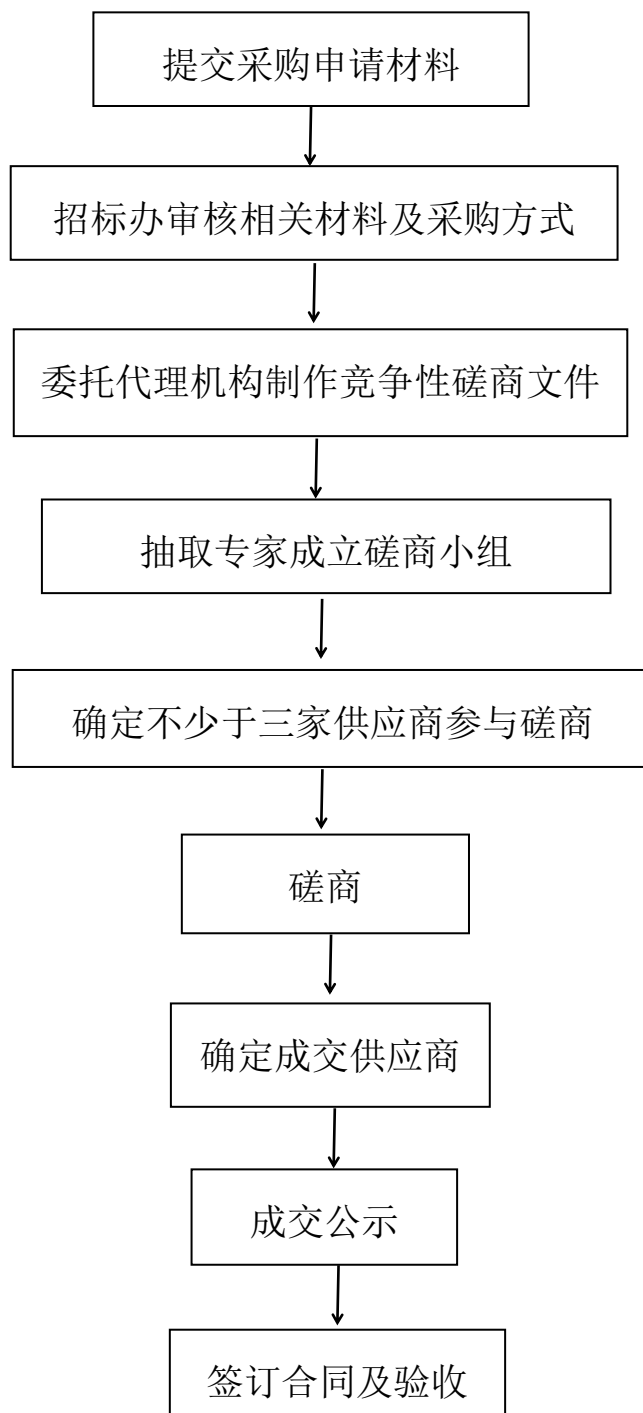 提交采购申请材料
招标办审核相关材料及采购方式
委托代理机构制作竞争性磋商文件
抽取专家成立磋商小组
确定不少于三家供应商参与磋商
磋商
确定成交供应商
成交公示
签订合同及验收